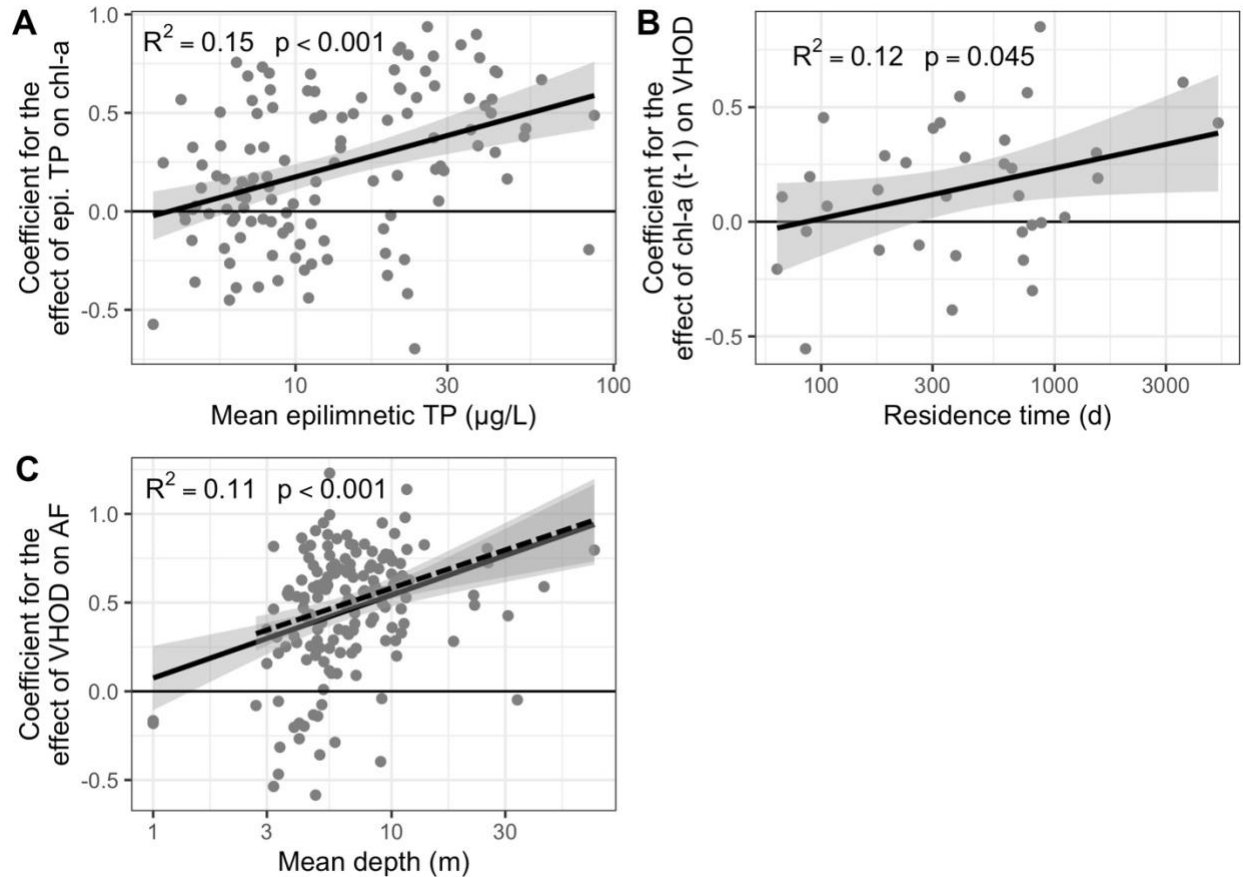 A
R² = 0.15 p < 0.001
1.0
0.5
0.0
-0.5
Coefficient for the
effect of epi. TP on chl-a
10
30
100
Mean epilimnetic TP (µg/L)
B
R² = 0.12 p = 0.045
0.5
0.0
-0.5
Coefficient for the
effect of chl-a (t-1) on VHOD
100
300
1000
3000
Residence time (d)
C
R² = 0.11 p < 0.001
1.0
0.5
0.0
-0.5
Coefficient for the
effect of VHOD on AF
1
3
10
30
Mean depth (m)